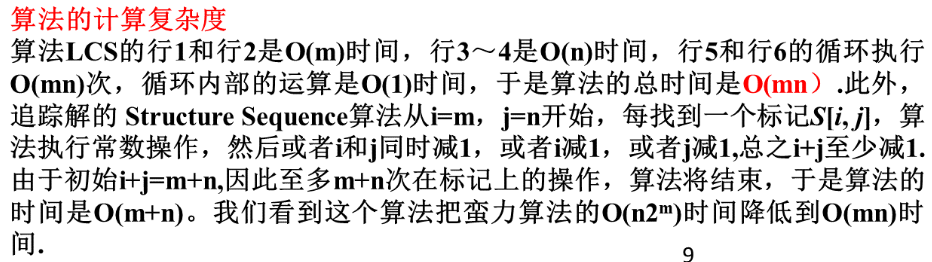 算法的计算复杂度
算法LCS的行1和行2是O(m)时间，行3～4是O(n)时间，行5和行6的循环执行
O(mn)次，循环内部的运算是O(1)时间，于是算法的总时间是O(mn）.此外，
追踪解的 Structure Sequence算法从i=m，j=n开始，每找到一个标记S[i, j]，算
法执行常数操作，然后或者i和j同时减1，或者i减1，或者j减1,总之i+j至少减1.
由于初始i+j=m+n,因此至多m+n次在标记上的操作，算法将结束，于是算法的
时间是O(m+n)。我们看到这个算法把蛮力算法的O(n2ᵐ)时间降低到O(mn)时
间.
9